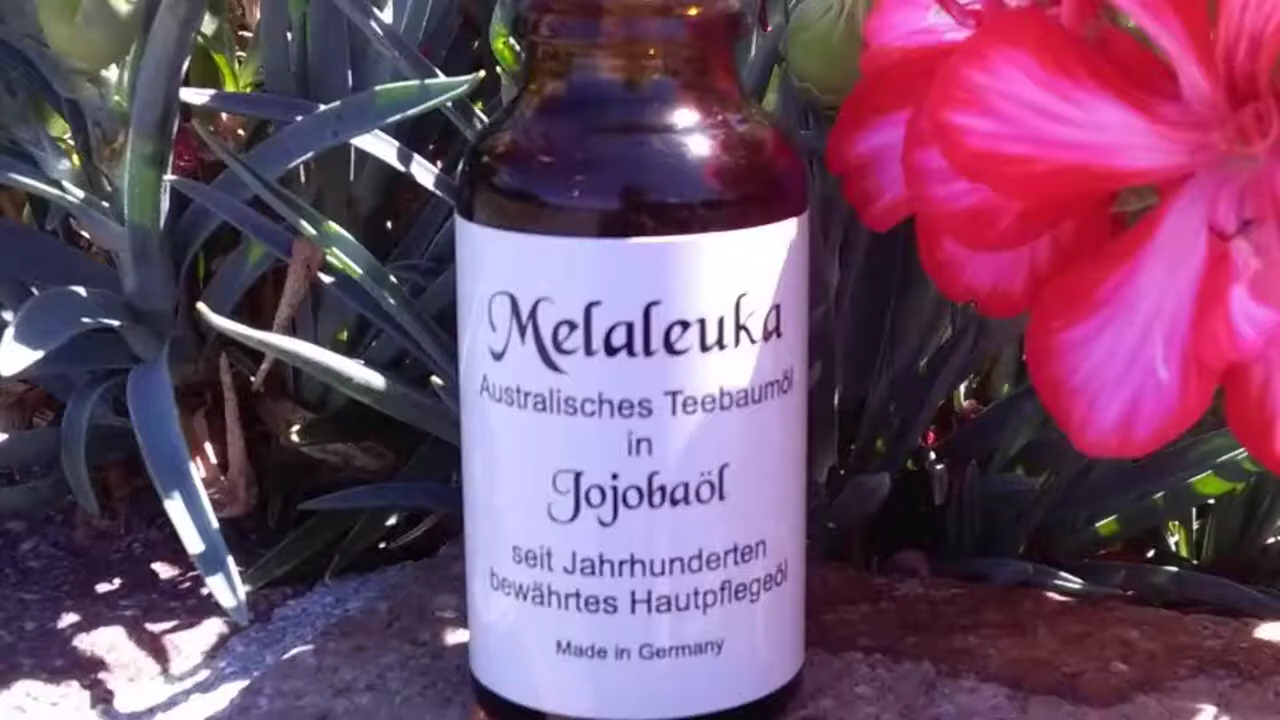 Melaleuka
Australisches Teebaumöl
in
Jojobaöl
seit Jahrhunderten
bewährtes Hautpflegeöl
Made in Germany